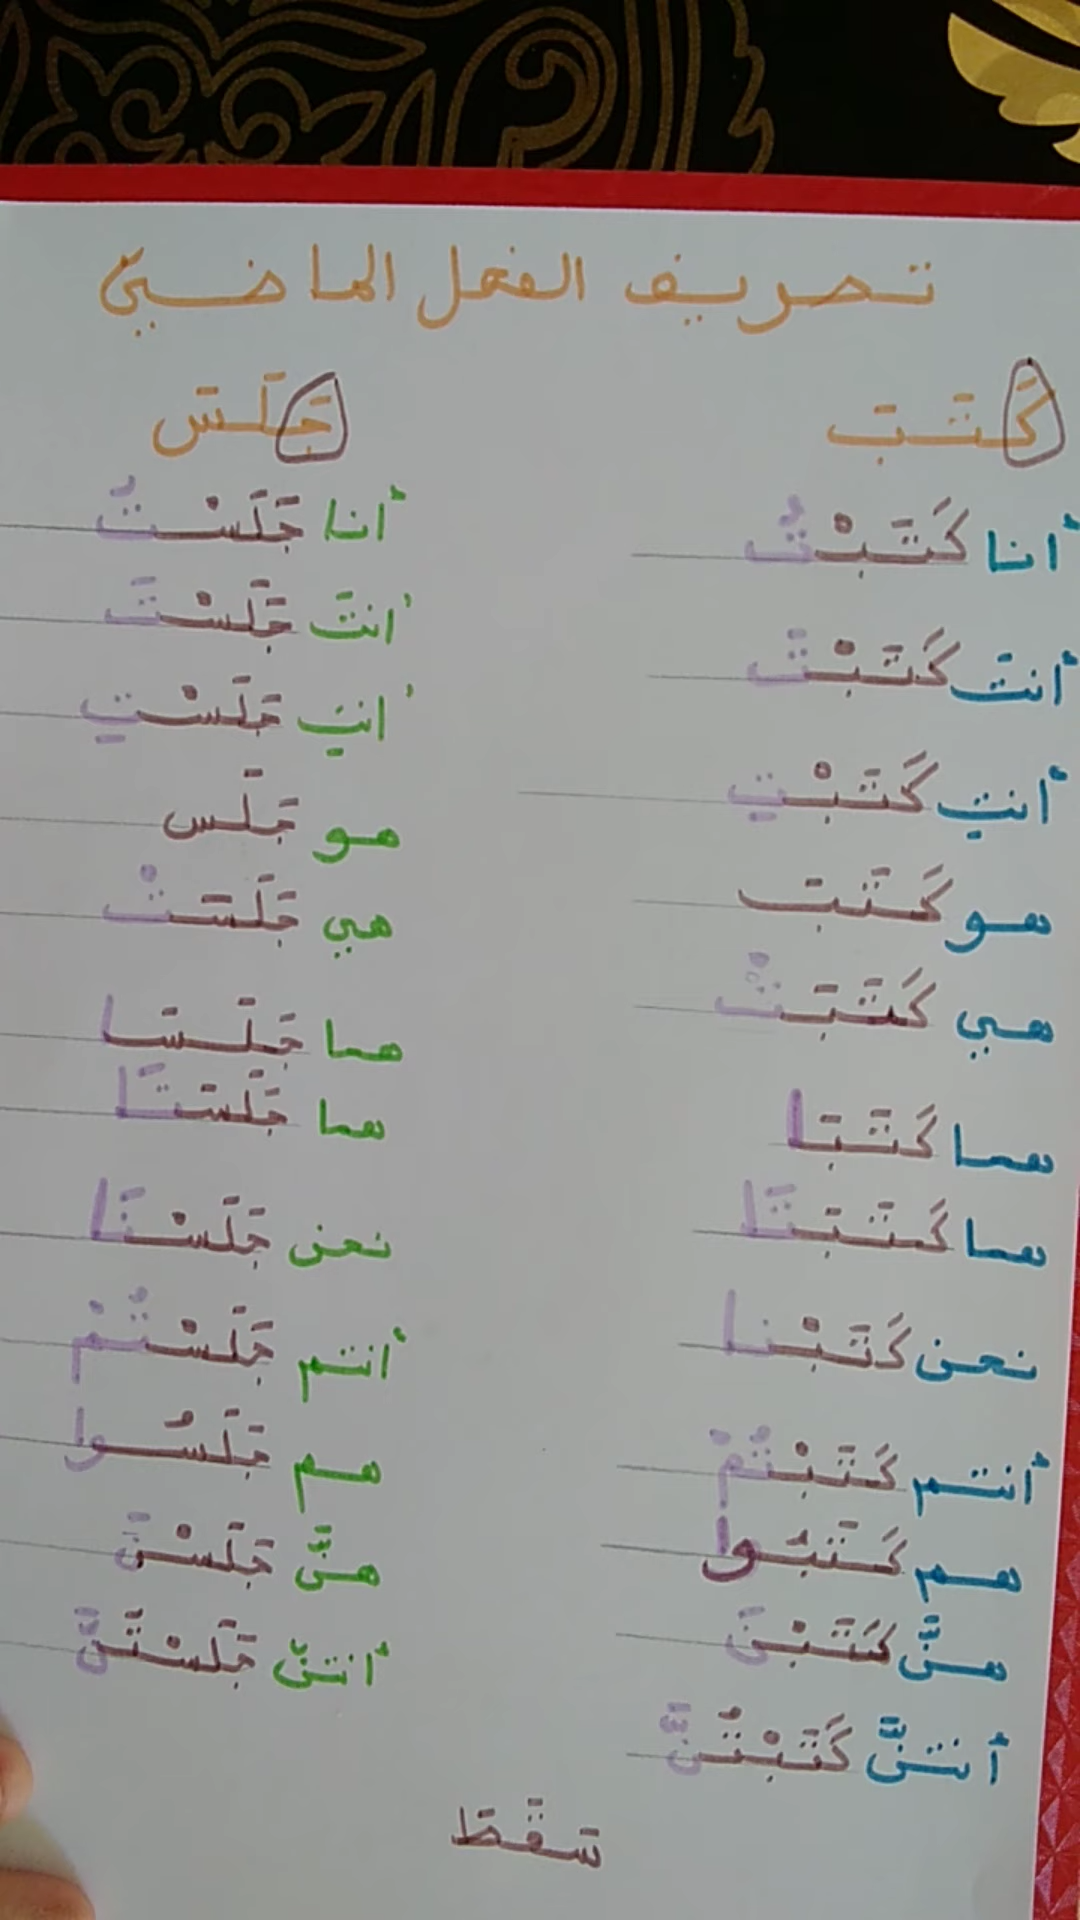 تصريف الفعل الماضي
كَتَبَ جَلَسَ
أنا كَتَبْتُ أنا جَلَسْتُ
أنتَ كَتَبْتَ أنتَ جَلَسْتَ
أنتِ كَتَبْتِ أنتِ جَلَسْتِ
هو كَتَبَ هو جَلَسَ
هي كَتَبَتْ هي جَلَسَتْ
هما كَتَبَا هما جَلَسَا
هما كَتَبَتَا هما جَلَسَتَا
نحن كَتَبْنا نحن جَلَسْنَا
أنتم كَتَبْتُمْ أنتم جَلَسْتُمْ
هم كَتَبُوا هم جَلَسُوا
هنَّ كَتَبْنَ هنَّ جَلَسْنَ
أنتنَّ كَتَبْتُنَّ أنتنّ جَلَسْتَنَّ
سَقَطَ